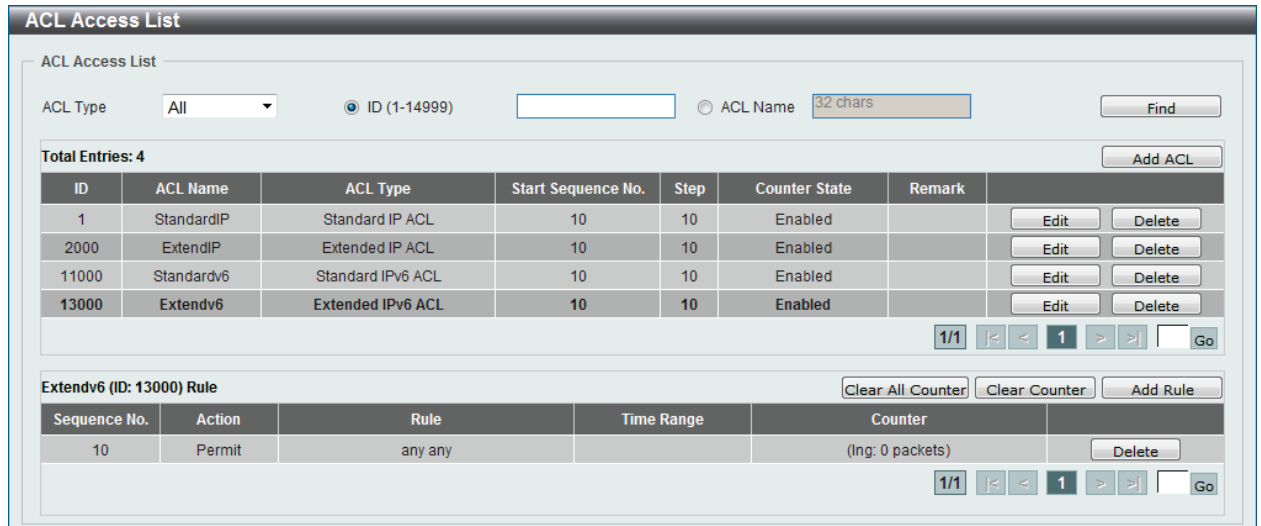 ACL Access List
ACL Access List
ACL Type All ID (1-14999) ACL Name 32 chars Find
Total Entries: 4 Add ACL
ID ACL Name ACL Type Start Sequence No. Step Counter State Remark
1 StandardIP Standard IP ACL 10 10 Enabled Edit Delete
2000 ExtendIP Extended IP ACL 10 10 Enabled Edit Delete
11000 Standardv6 Standard IPv6 ACL 10 10 Enabled Edit Delete
13000 Extendv6 Extended IPv6 ACL 10 10 Enabled Edit Delete
1/1 |< < 1 > >| Go
Extendv6 (ID: 13000) Rule Clear All Counter Clear Counter Add Rule
Sequence No. Action Rule Time Range Counter
10 Permit any any (Ing: 0 packets) Delete
1/1 |< < 1 > >| Go